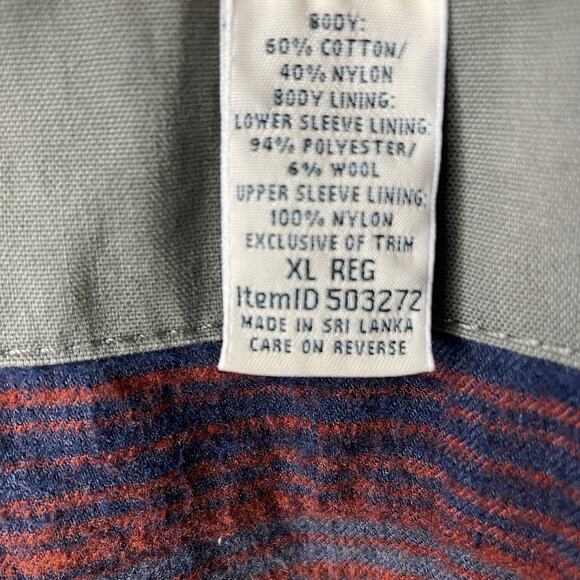 BODY:
60% COTTON/
40% NYLON
BODY LINING:
LOWER SLEEVE LINING:
94% POLYESTER/
6% WOOL
UPPER SLEEVE LINING:
100% NYLON
EXCLUSIVE OF TRIM
XL REG
ItemID 503272
MADE IN SRI LANKA
CARE ON REVERSE